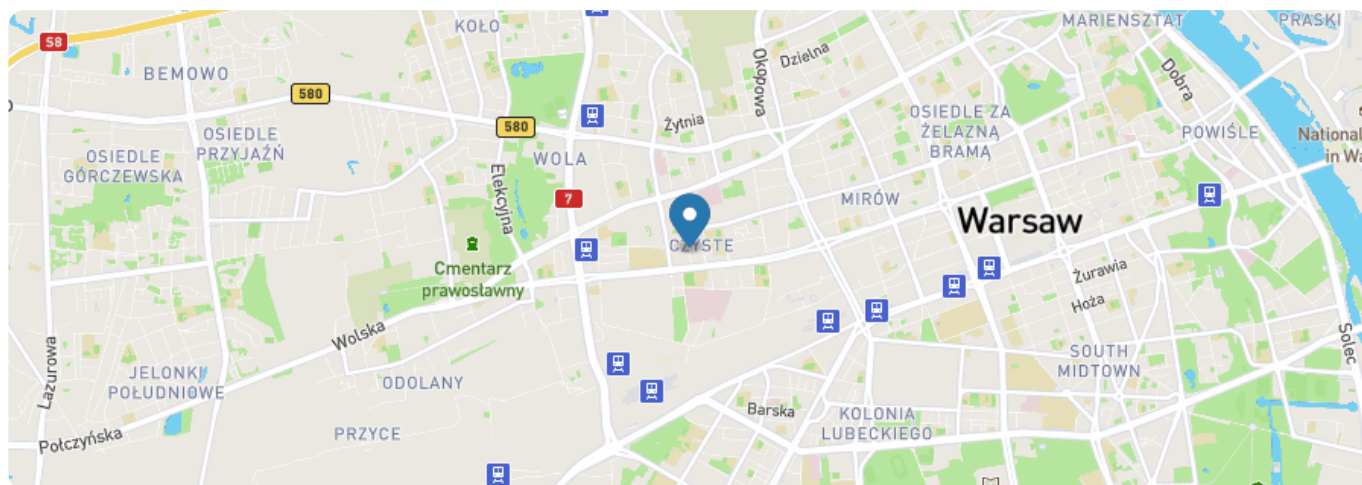 KOŁO
MARIENSZTAT
PRASKI
S8
BEMOWO
Dzielna
Okopowa
Dobra
580
580
Żytnia
OSIEDLE ZA
ŻELAZNĄ
BRAMĄ
POWIŚLE
National
in Wa
OSIEDLE
PRZYJAŹŃ
OSIEDLE
GÓRCZEWSKA
WOLA
Elekcyjna
7
MIRÓW
Warsaw
CZYSTE
Cmentarz
prawosławny
Żurawia
Hoża
Wolska
Solec
Lazurowa
JELONKI
POŁUDNIOWE
ODOLANY
SOUTH
MIDTOWN
Barska
KOLONIA
LUBECKIEGO
PRZYCE
Połczyńska